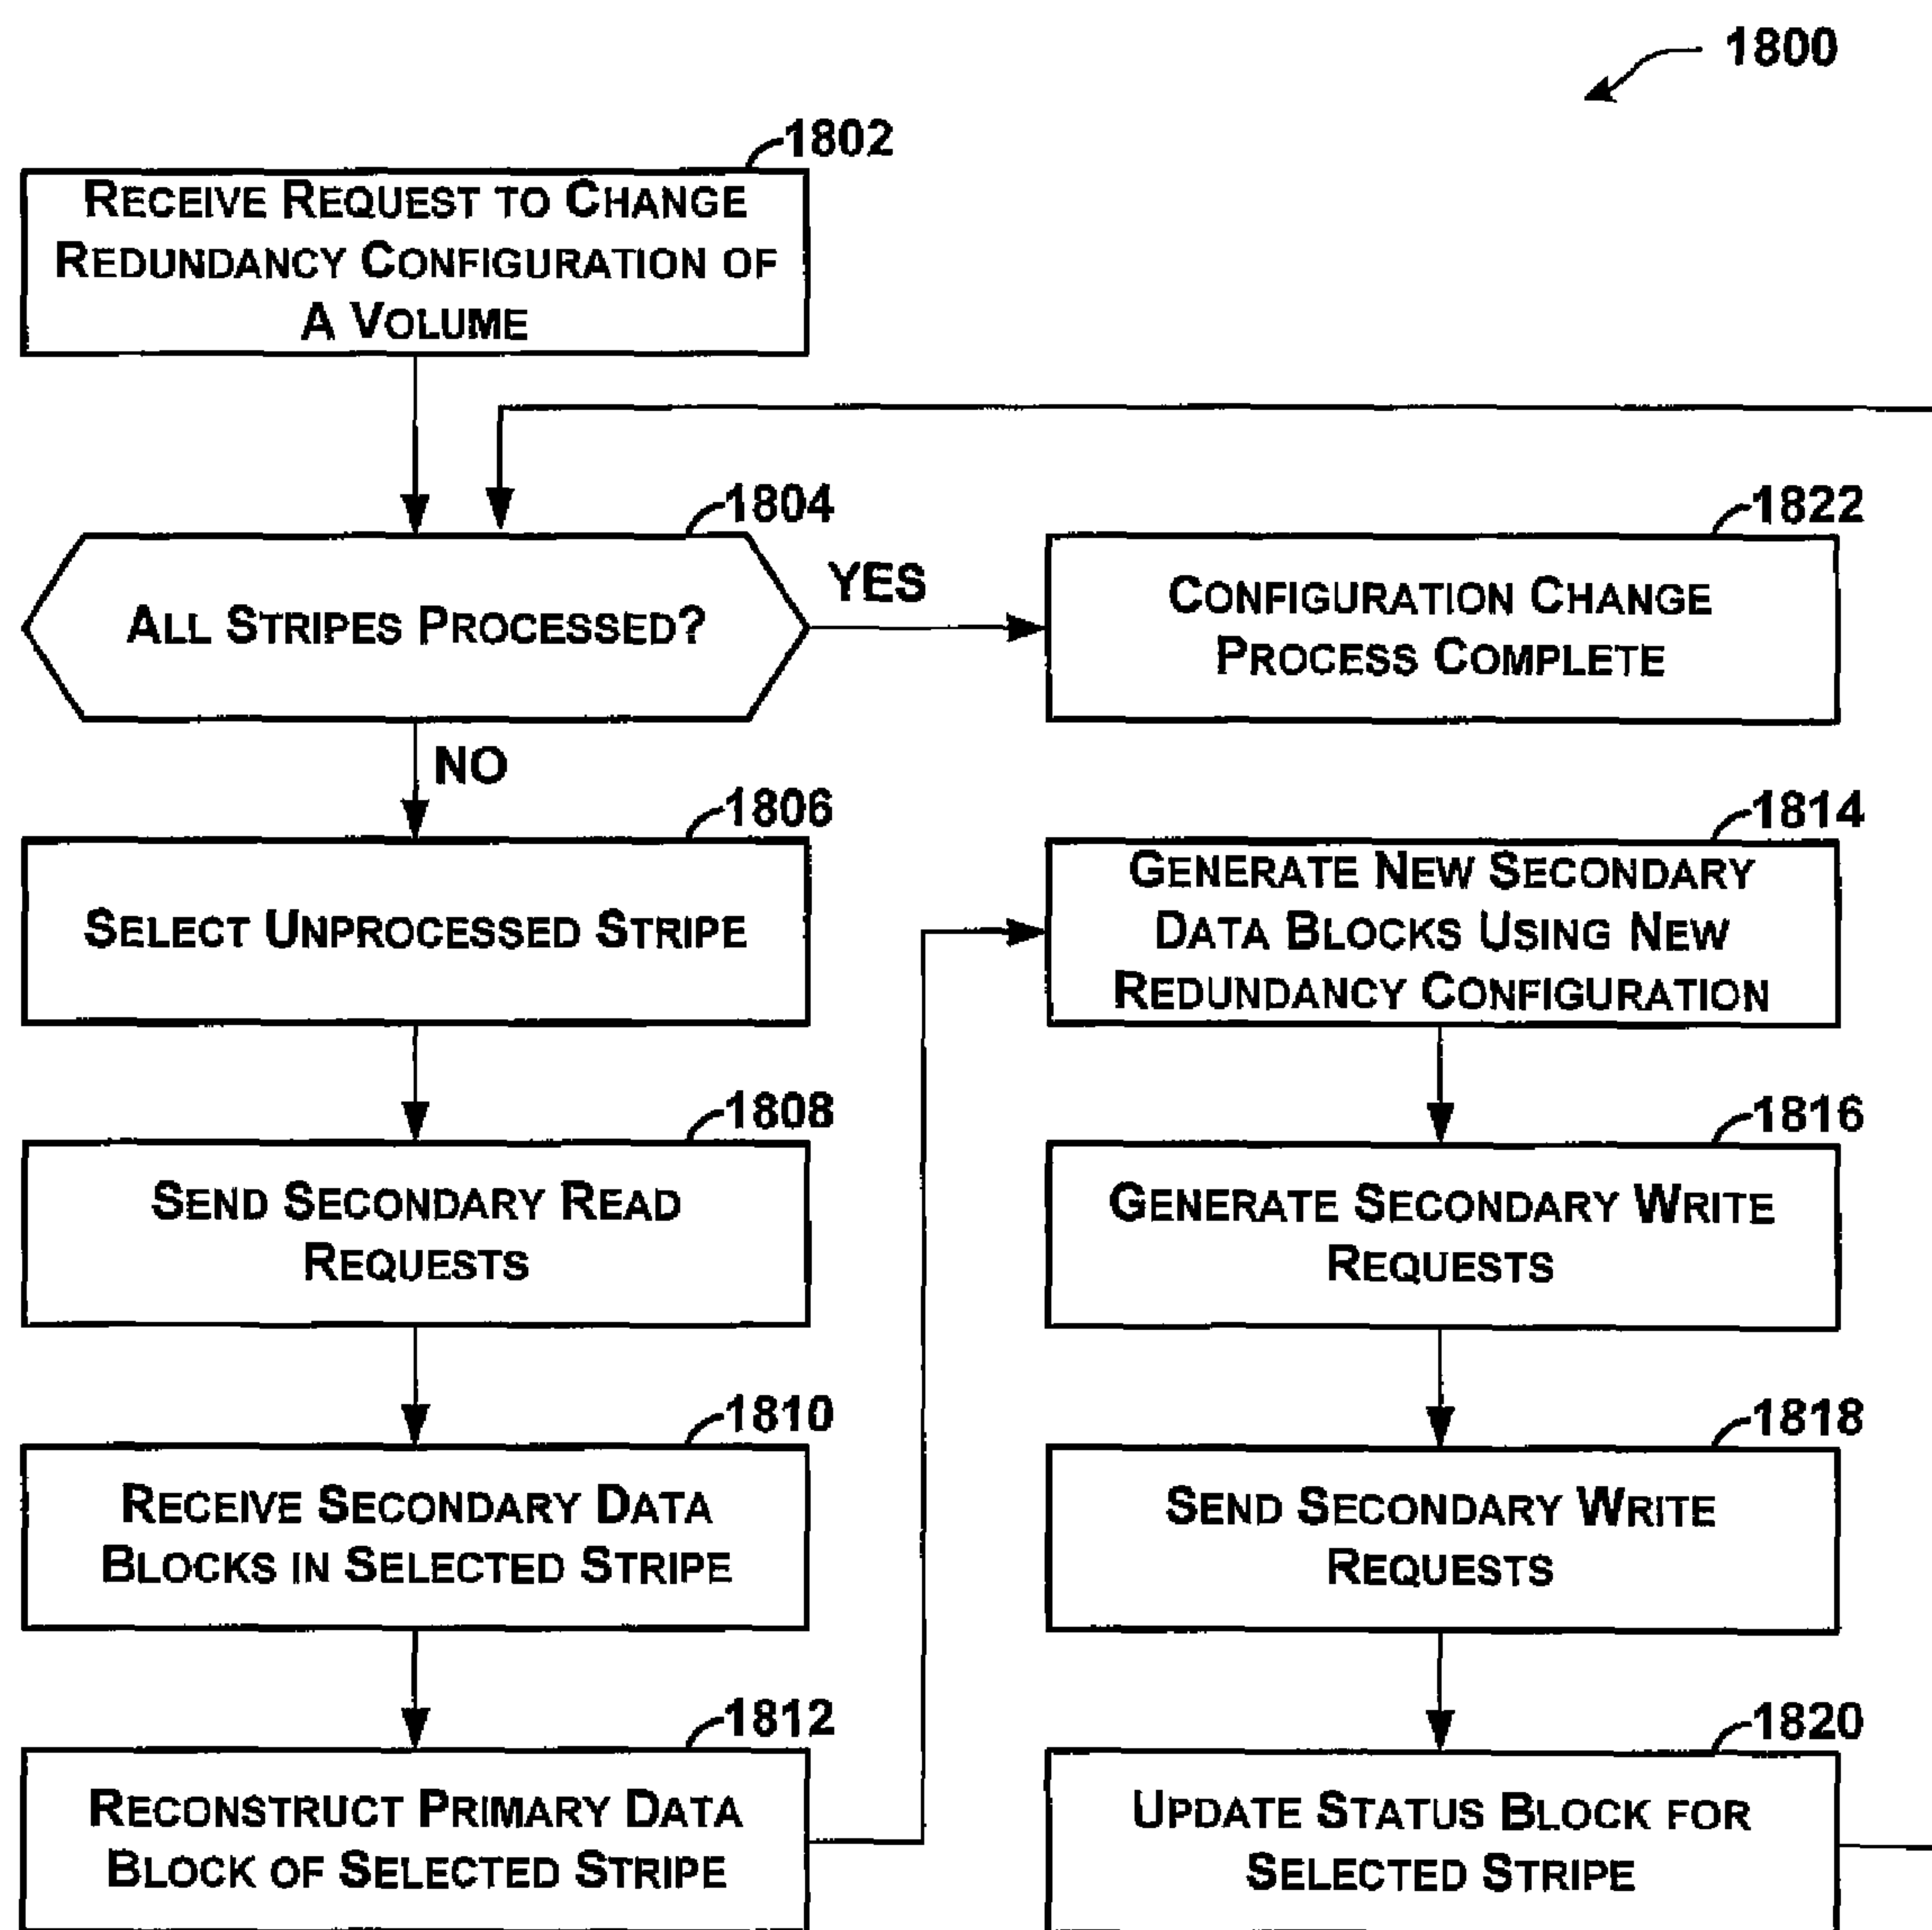 1800
1802
RECEIVE REQUEST TO CHANGE
REDUNDANCY CONFIGURATION OF
A VOLUME
1804
ALL STRIPES PROCESSED?
YES
1822
CONFIGURATION CHANGE
PROCESS COMPLETE
NO
1806
SELECT UNPROCESSED STRIPE
1808
SEND SECONDARY READ
REQUESTS
1810
RECEIVE SECONDARY DATA
BLOCKS IN SELECTED STRIPE
1812
RECONSTRUCT PRIMARY DATA
BLOCK OF SELECTED STRIPE
1814
GENERATE NEW SECONDARY
DATA BLOCKS USING NEW
REDUNDANCY CONFIGURATION
1816
GENERATE SECONDARY WRITE
REQUESTS
1818
SEND SECONDARY WRITE
REQUESTS
1820
UPDATE STATUS BLOCK FOR
SELECTED STRIPE